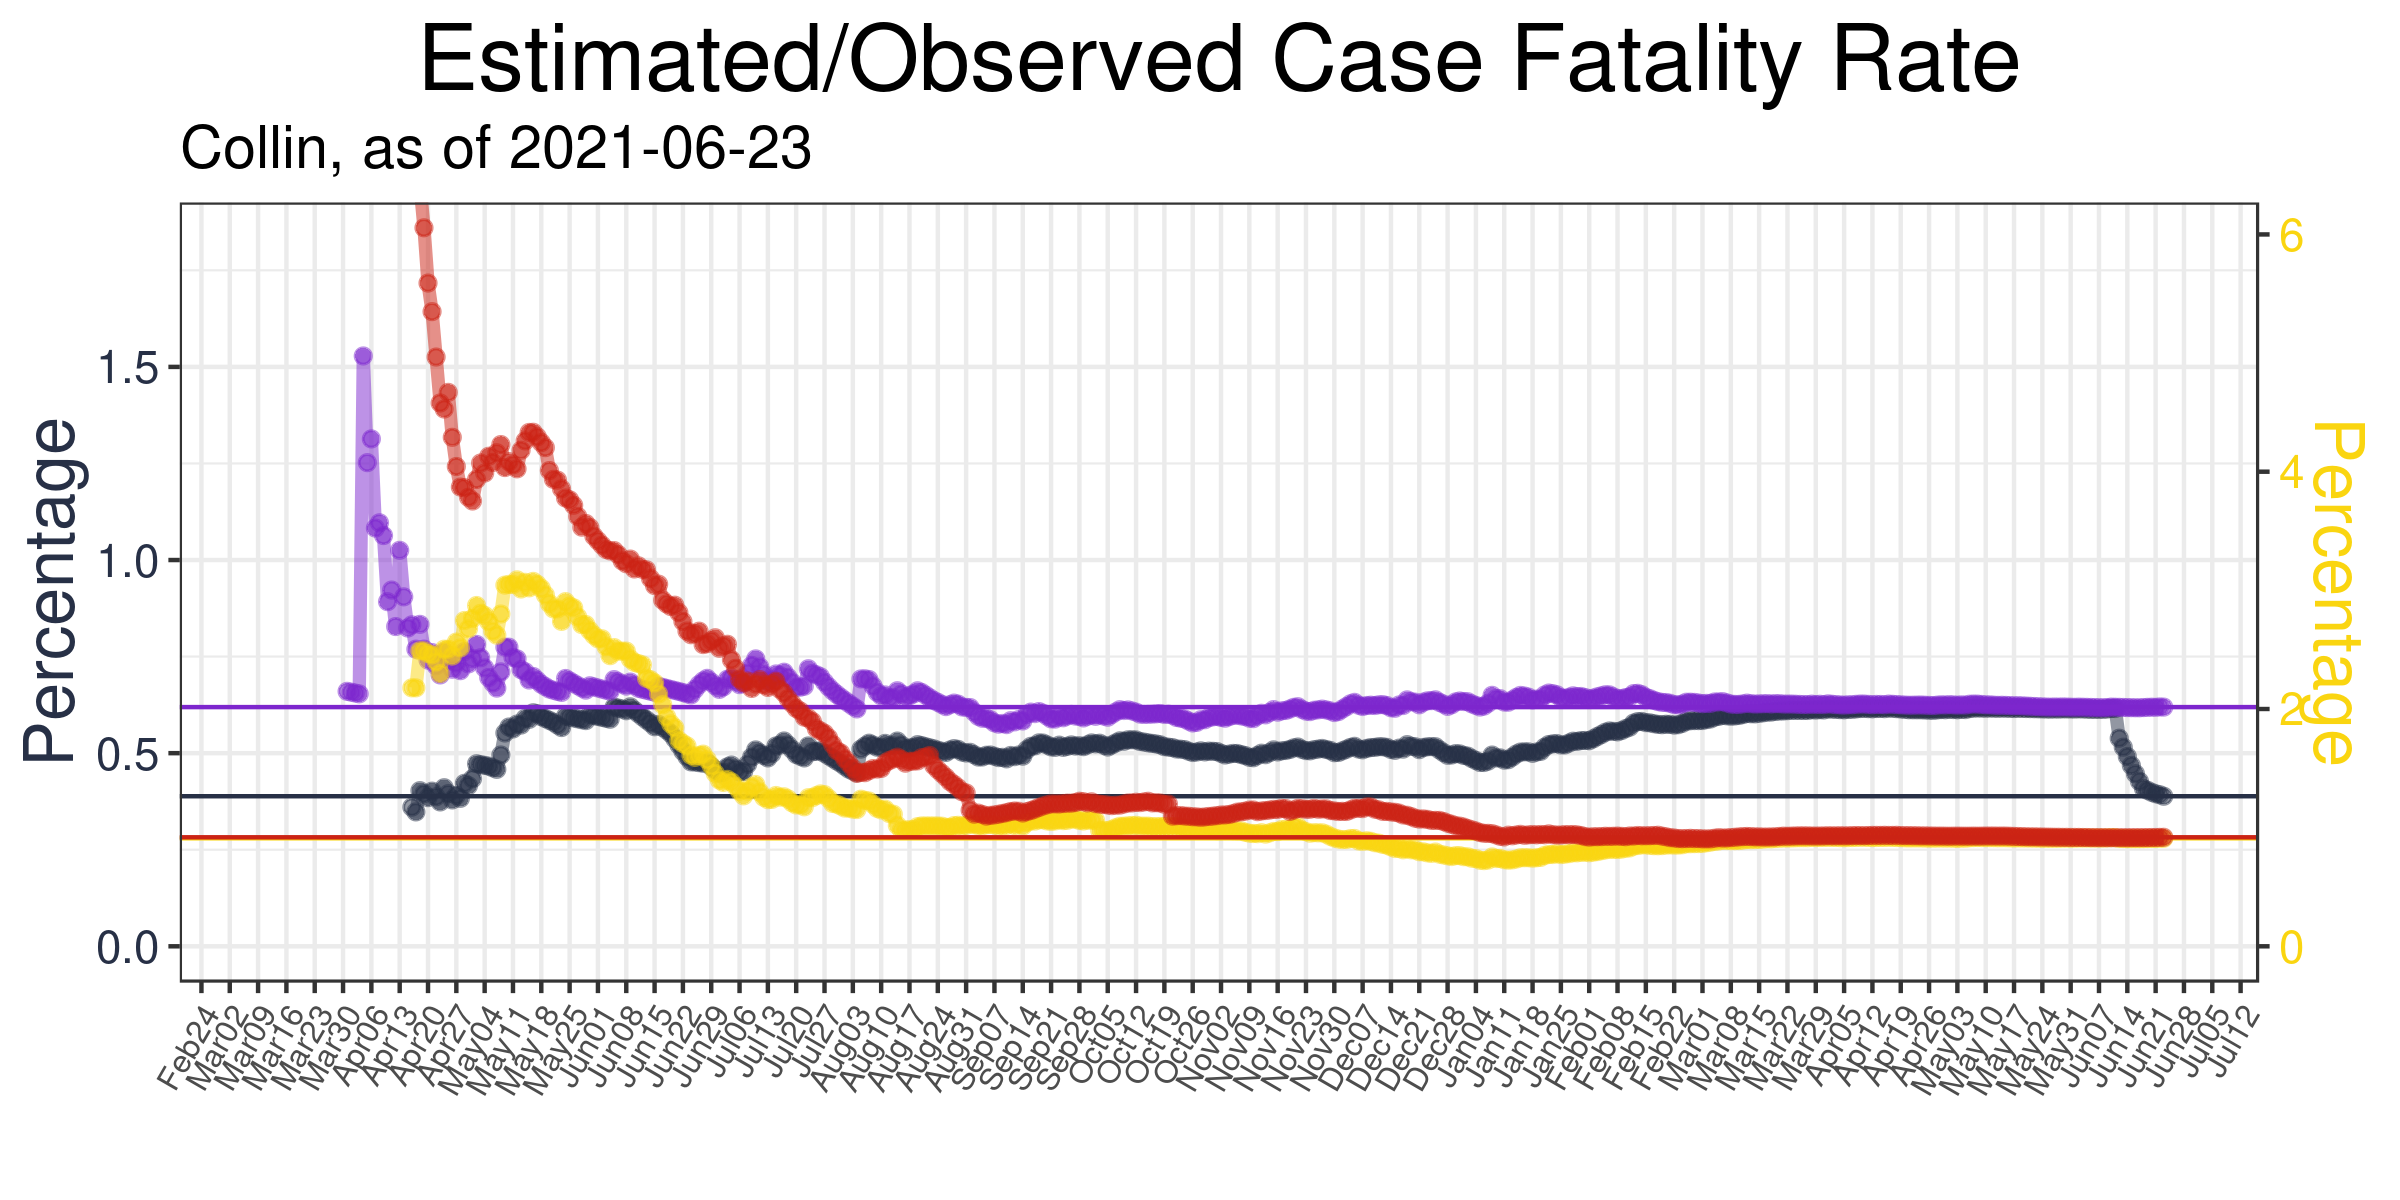 Estimated/Observed Case Fatality Rate
Collin, as of 2021-06-23
Percentage
1.5
1.0
0.5
0.0
6
4
2
0
Percentage
Feb24
Mar02
Mar09
Mar16
Mar23
Mar30
Apr06
Apr13
Apr20
Apr27
May04
May11
May18
May25
Jun01
Jun08
Jun15
Jun22
Jun29
Jul06
Jul13
Jul20
Jul27
Aug03
Aug10
Aug17
Aug24
Aug31
Sep07
Sep14
Sep21
Sep28
Oct05
Oct12
Oct19
Oct26
Nov02
Nov09
Nov16
Nov23
Nov30
Dec07
Dec14
Dec21
Dec28
Jan04
Jan11
Jan18
Jan25
Feb01
Feb08
Feb15
Feb22
Mar01
Mar08
Mar15
Mar22
Mar29
Apr05
Apr12
Apr19
Apr26
May03
May10
May17
May24
May31
Jun07
Jun14
Jun21
Jun28
Jul05
Jul12